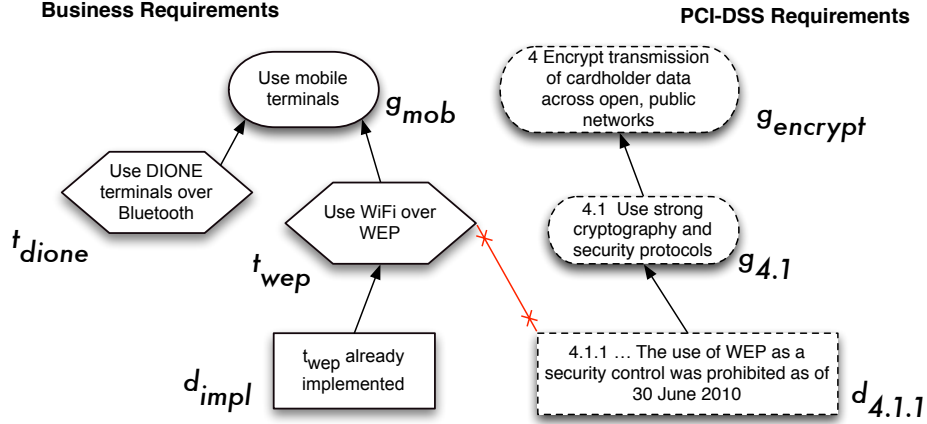 Business Requirements
PCI-DSS Requirements
Use mobile
terminals
g_mob
4 Encrypt transmission
of cardholder data
across open, public
networks
g_encrypt
Use DIONE
terminals over
Bluetooth
t_dione
Use WiFi over
WEP
t_wep
4.1 Use strong
cryptography and
security protocols
g_4.1
t_wep already
implemented
d_impl
4.1.1 ... The use of WEP as a
security control was prohibited as of
30 June 2010
d_4.1.1